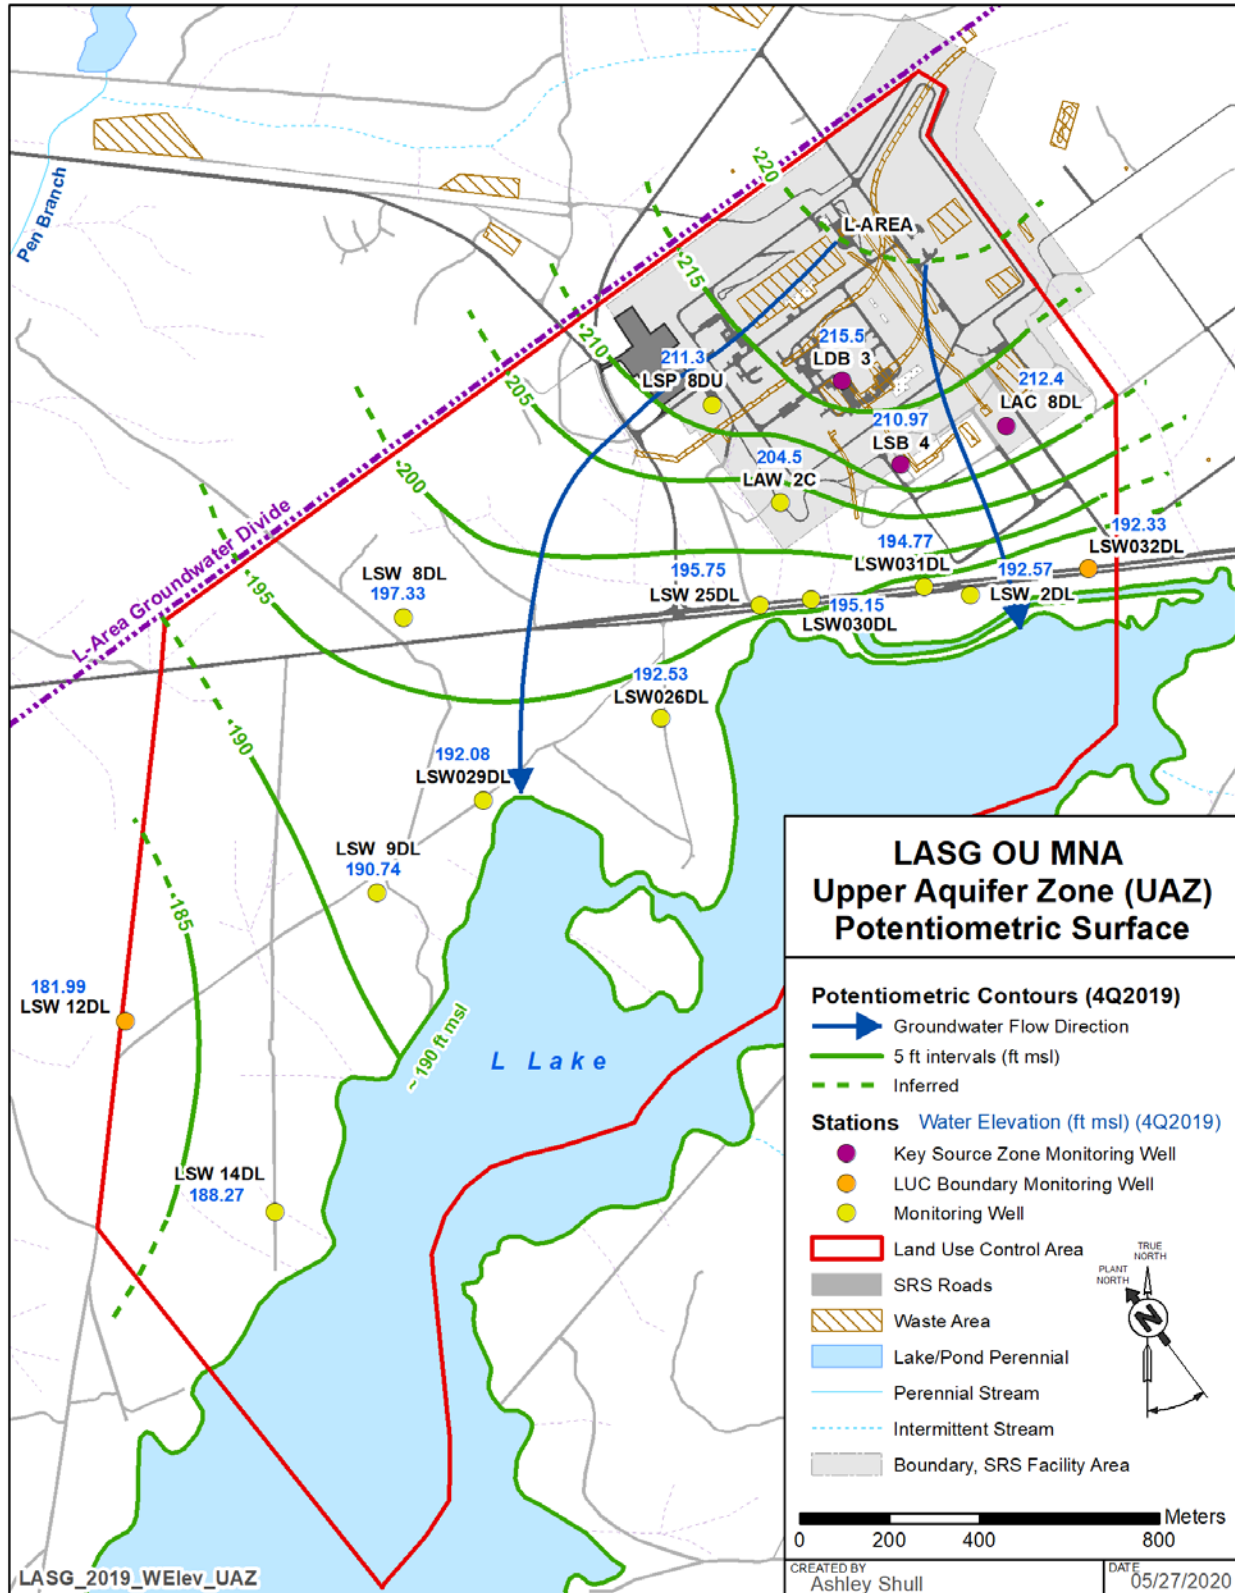 Pen Branch
220
L-AREA
215
215.5
LDB 3
211.3
LSP 8DU
210
212.4
LAC 8DL
210.97
LSB 4
205
204.5
LAW 2C
200
L-Area Groundwater Divide
195
192.33
LSW032DL
194.77
LSW031DL
192.57
LSW 2DL
195.75
LSW 25DL
195.15
LSW030DL
LSW 8DL
197.33
192.53
LSW026DL
190
192.08
LSW029DL
LSW 9DL
190.74
185
181.99
LSW 12DL
~ 190 ft msl
L Lake
LSW 14DL
188.27
LASG OU MNA
Upper Aquifer Zone (UAZ)
Potentiometric Surface
Potentiometric Contours (4Q2019)
Groundwater Flow Direction
5 ft intervals (ft msl)
Inferred
Stations Water Elevation (ft msl) (4Q2019)
Key Source Zone Monitoring Well
LUC Boundary Monitoring Well
Monitoring Well
Land Use Control Area
SRS Roads
Waste Area
Lake/Pond Perennial
Perennial Stream
Intermittent Stream
Boundary, SRS Facility Area
TRUE
NORTH
PLANT
NORTH
N
Meters
0 200 400 800
CREATED BY
Ashley Shull
DATE
05/27/2020
LASG_2019_WElev_UAZ